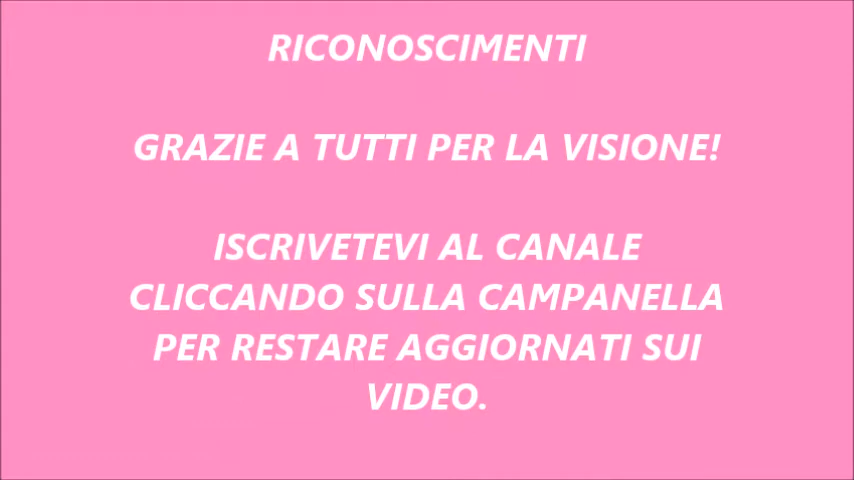 RICONOSCIMENTI
GRAZIE A TUTTI PER LA VISIONE!
ISCRIVETEVI AL CANALE
CLICCANDO SULLA CAMPANELLA
PER RESTARE AGGIORNATI SUI
VIDEO.